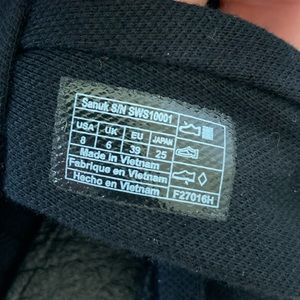 Sanuk S/N SWS10001
USA UK EU JAPAN
8 6 39 25
Made in Vietnam
Fabrique en Vietnam
Hecho en Vietnam
F27016H